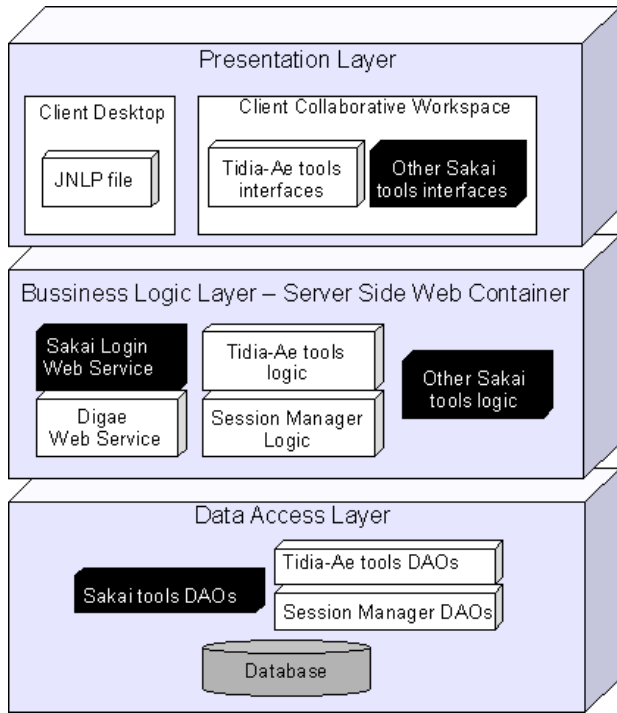 Presentation Layer
Client Desktop
JNLP file
Client Collaborative Workspace
Tidia-Ae tools
interfaces
Other Sakai
tools interfaces
Bussiness Logic Layer – Server Side Web Container
Sakai Login
Web Service
Digae
Web Service
Tidia-Ae tools
logic
Session Manager
Logic
Other Sakai
tools logic
Data Access Layer
Sakai tools DAOs
Tidia-Ae tools DAOs
Session Manager DAOs
Database